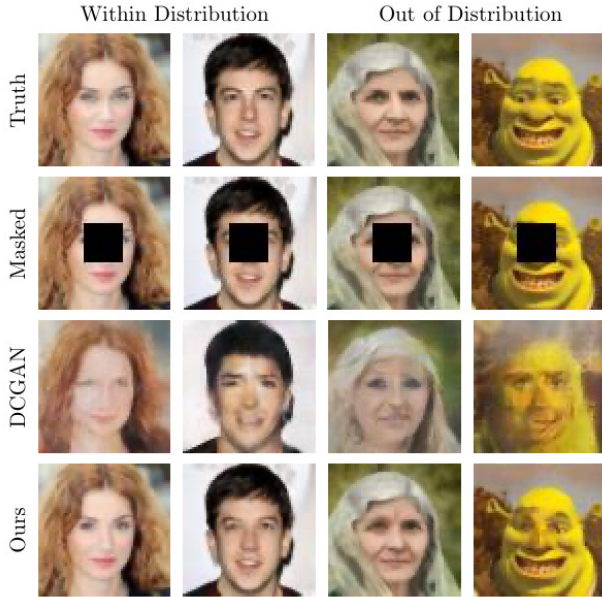 Within Distribution
Out of Distribution
Truth
Masked
DCGAN
Ours